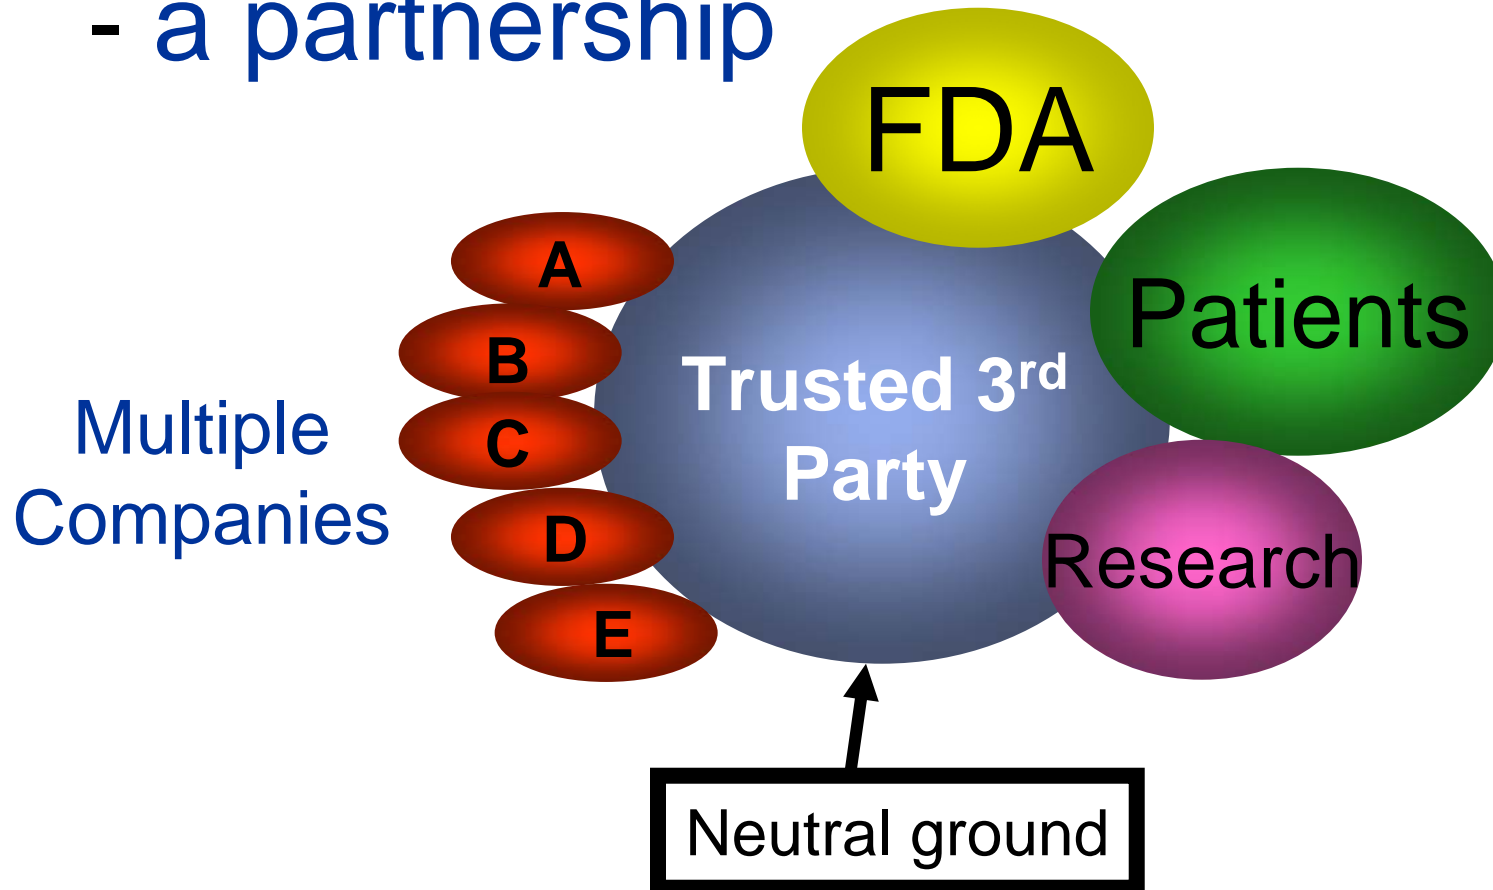 - a partnership
FDA
Patients
A
B
C
D
E
Multiple
Companies
Trusted 3rd
Party
Research
Neutral ground